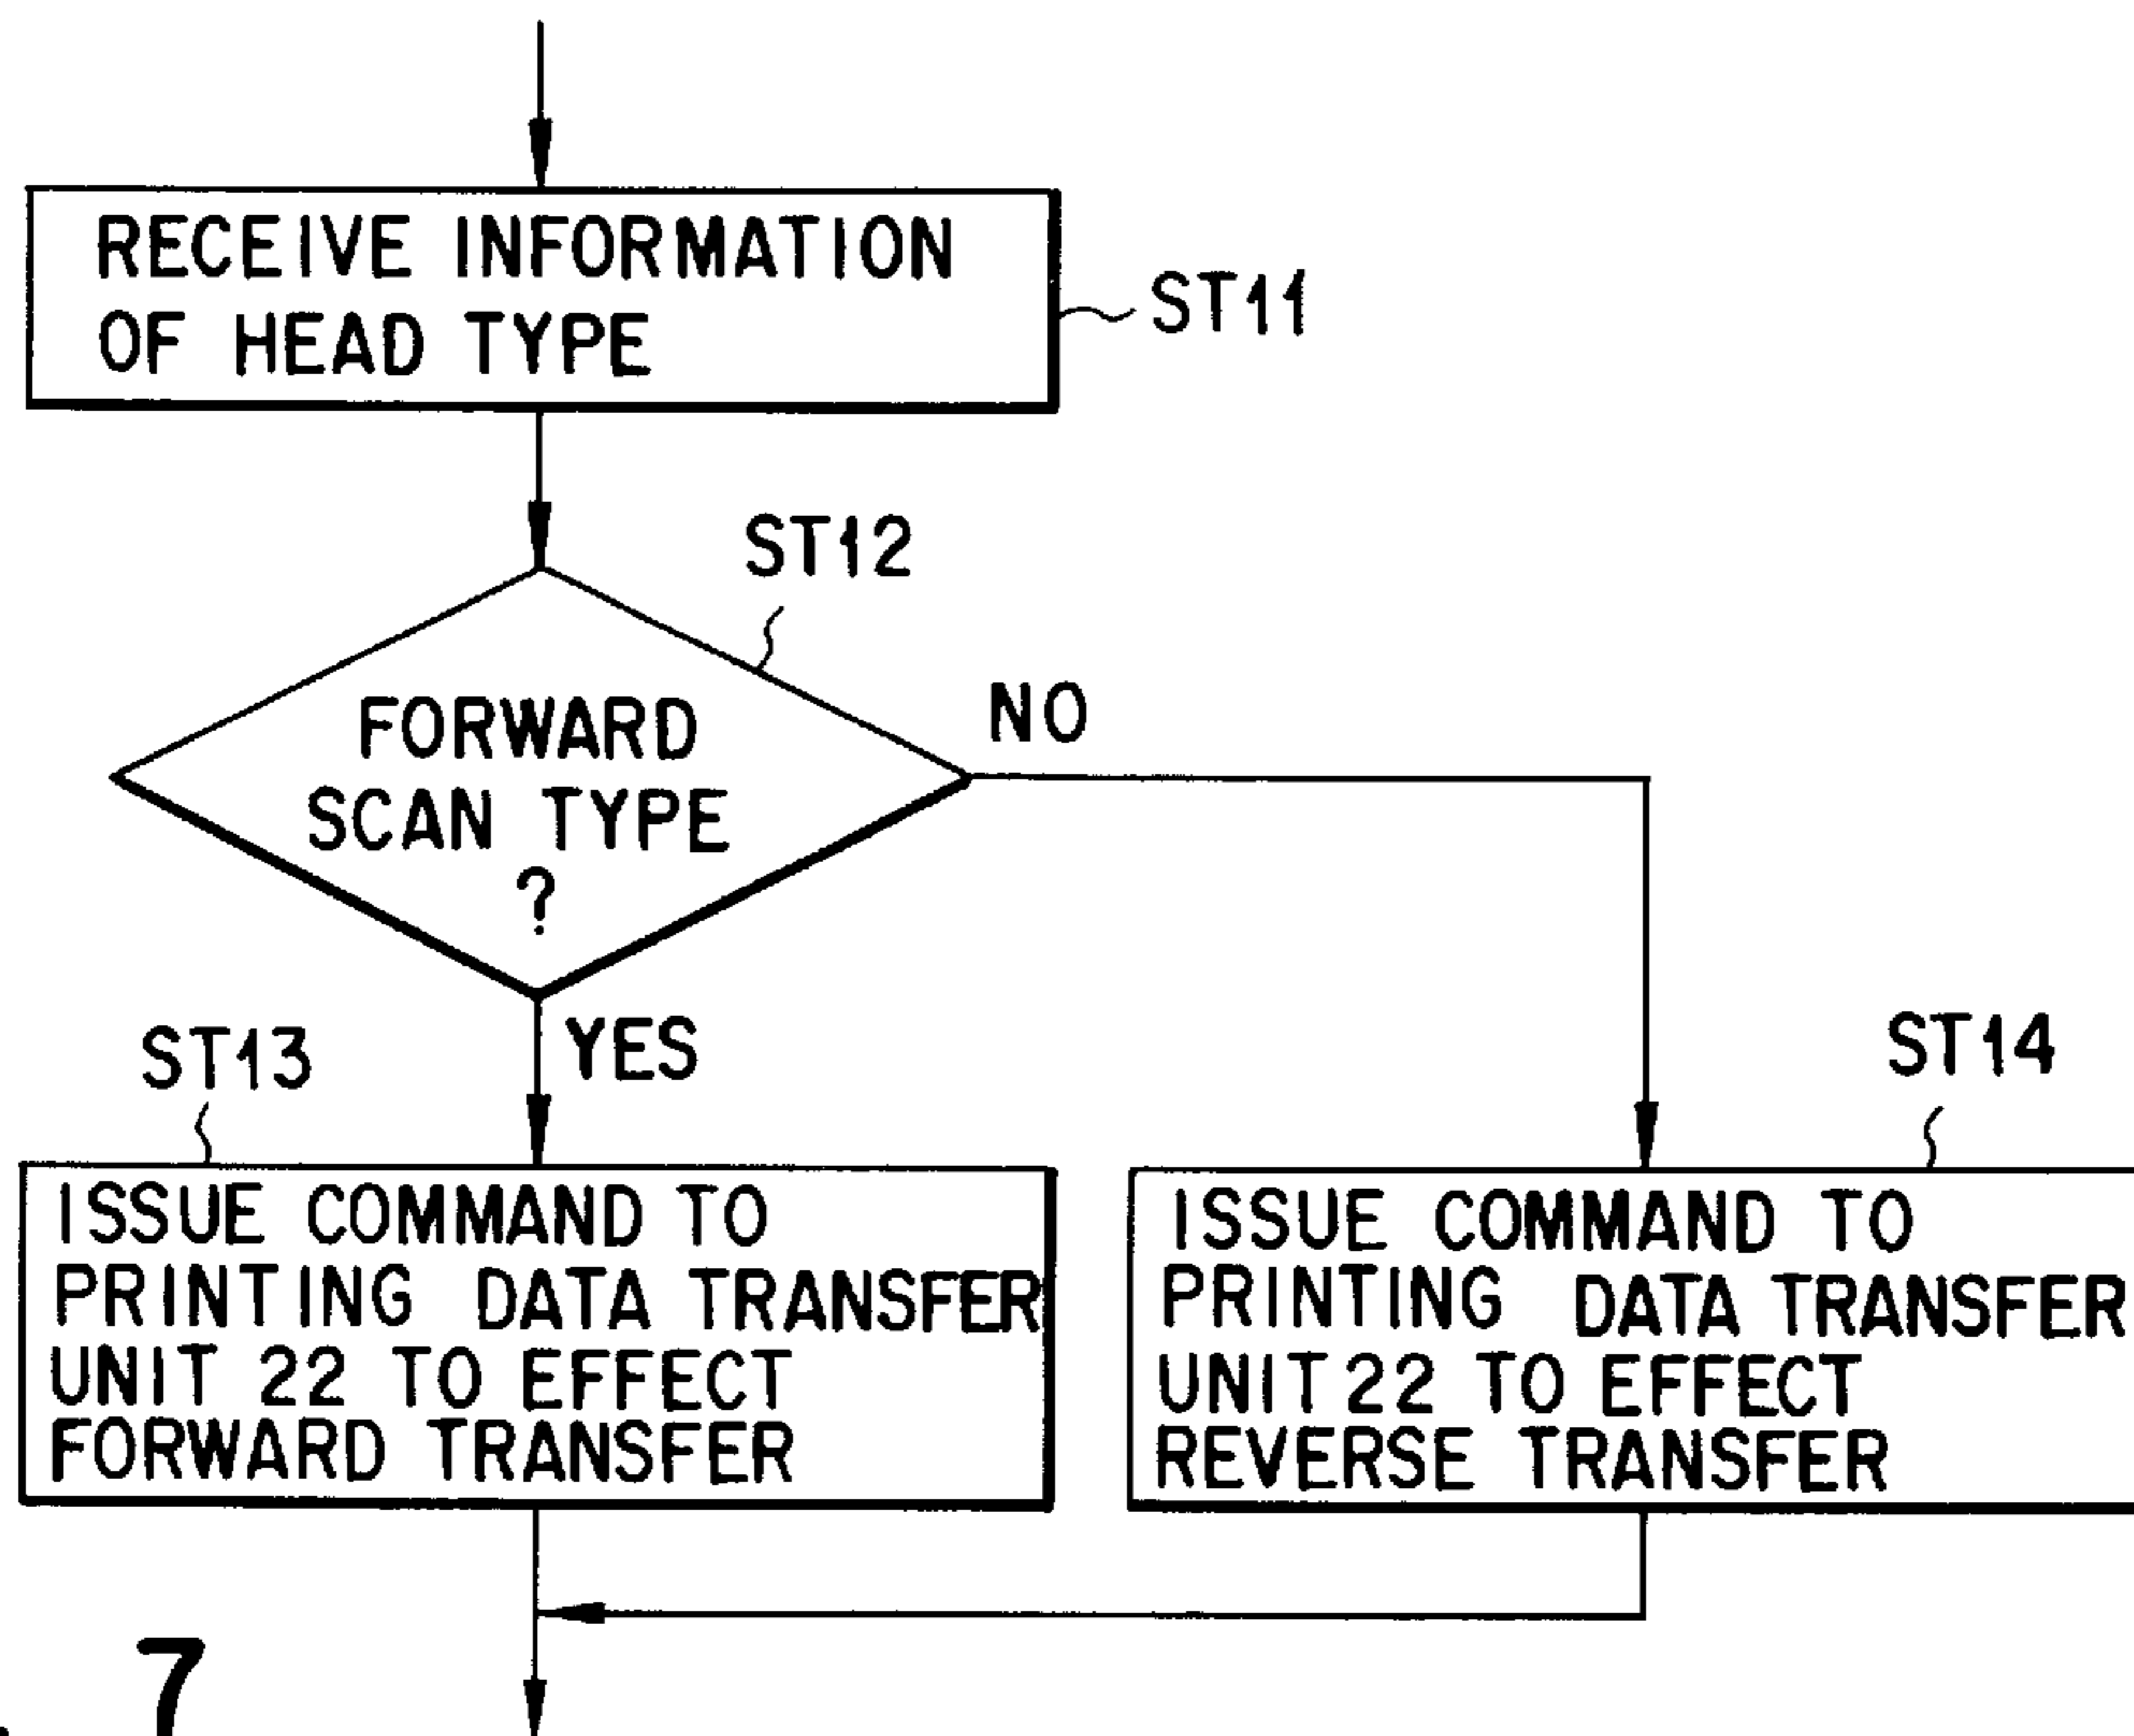 RECEIVE INFORMATION
OF HEAD TYPE
ST11
ST12
FORWARD
SCAN TYPE
?
NO
YES
ST13
ISSUE COMMAND TO
PRINTING DATA TRANSFER
UNIT 22 TO EFFECT
FORWARD TRANSFER
ST14
ISSUE COMMAND TO
PRINTING DATA TRANSFER
UNIT 22 TO EFFECT
REVERSE TRANSFER
7